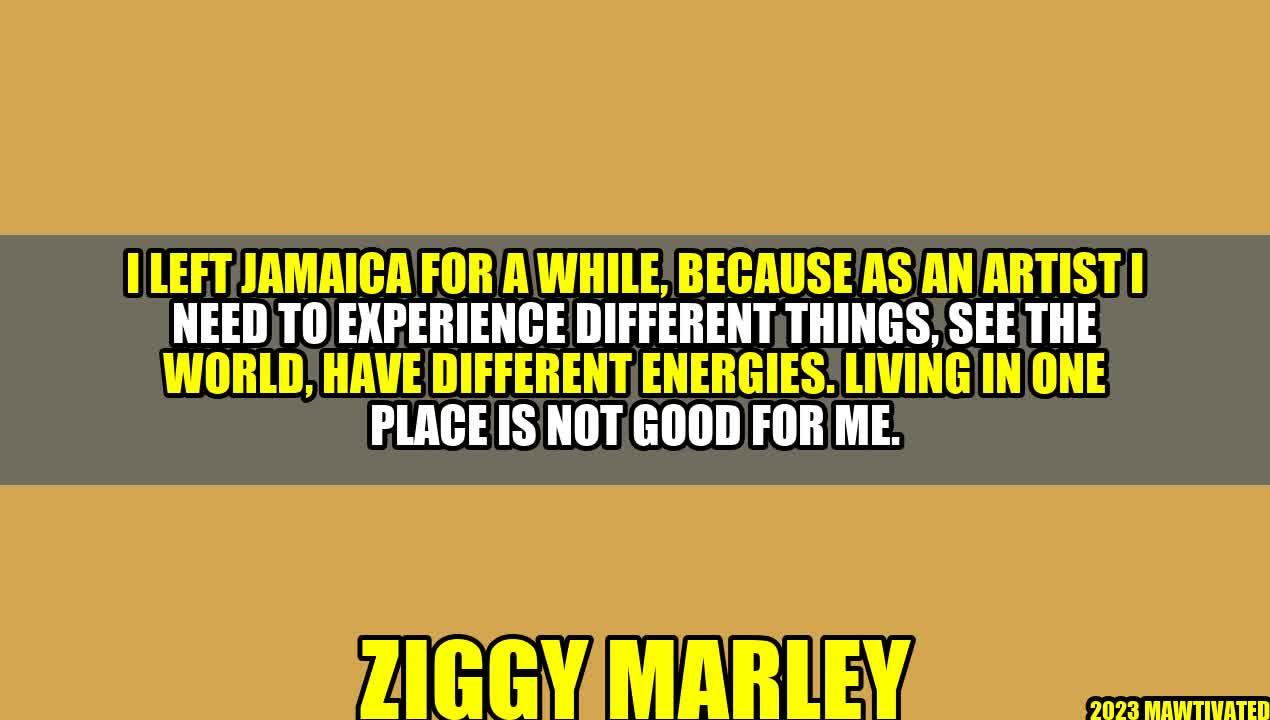 I LEFT JAMAICA FOR A WHILE, BECAUSE AS AN ARTIST I
NEED TO EXPERIENCE DIFFERENT THINGS, SEE THE
WORLD, HAVE DIFFERENT ENERGIES. LIVING IN ONE
PLACE IS NOT GOOD FOR ME.
ZIGGY MARLEY
2023 MAWTIVATED